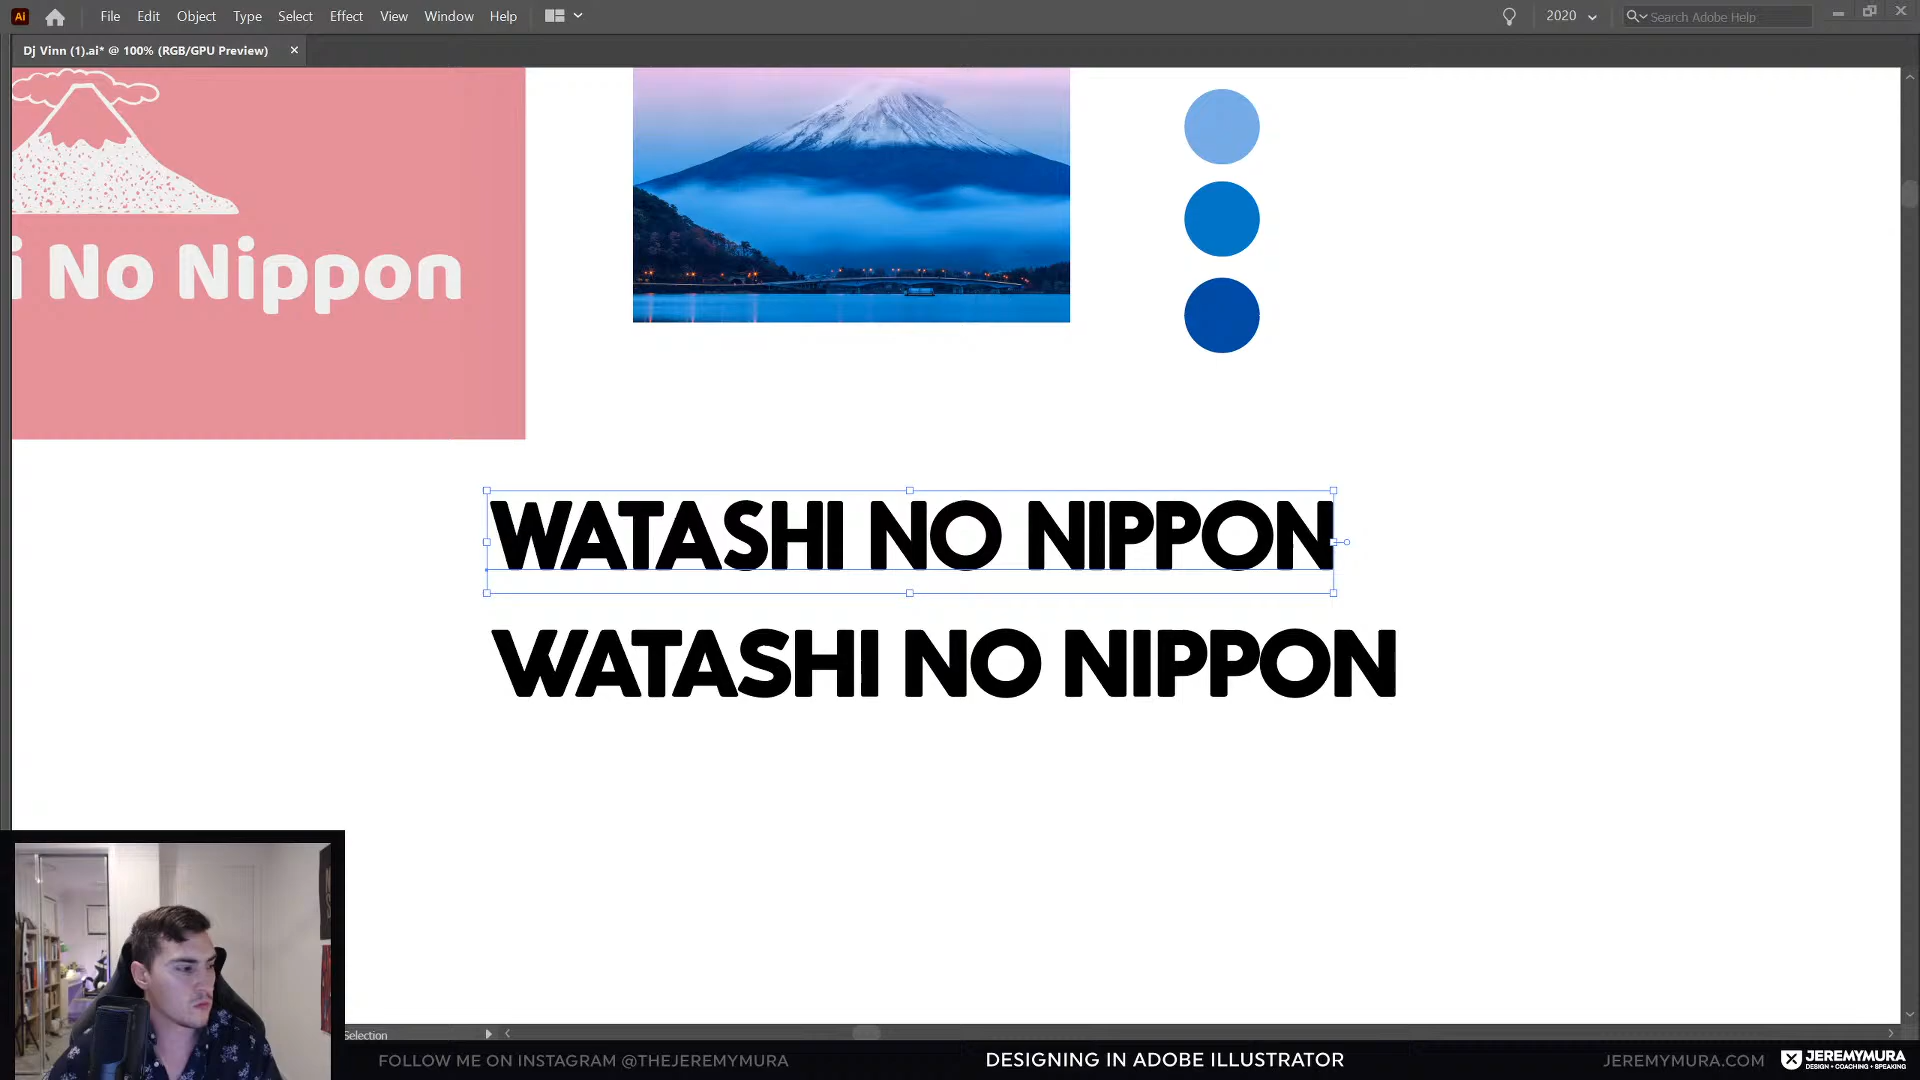 Ai File Edit Object Type Select Effect View Window Help 2020 Search Adobe Help
Dj Vinn (1).ai* @ 100% (RGB/GPU Preview) ×
i No Nippon
WATASHI NO NIPPON
WATASHI NO NIPPON
Selection
FOLLOW ME ON INSTAGRAM @THEJEREMYMURA DESIGNING IN ADOBE ILLUSTRATOR JEREMYMURA.COM JEREMYMURA
DESIGN • COACHING • SPEAKING